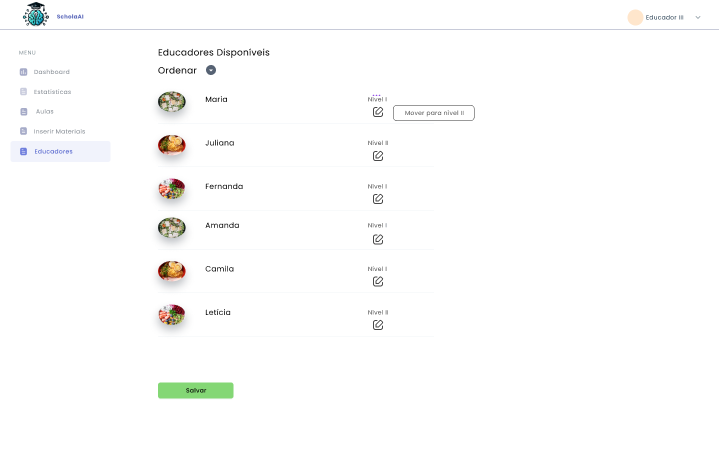 ScholaAI
Educador III
MENU
Dashboard
Estatísticas
Aulas
Inserir Materiais
Educadores
Educadores Disponíveis
Ordenar
Maria
...
Nível I
Mover para nível II
Juliana
Nível II
Fernanda
Nível I
Amanda
Nível I
Camila
Nível I
Letícia
Nível II
Salvar